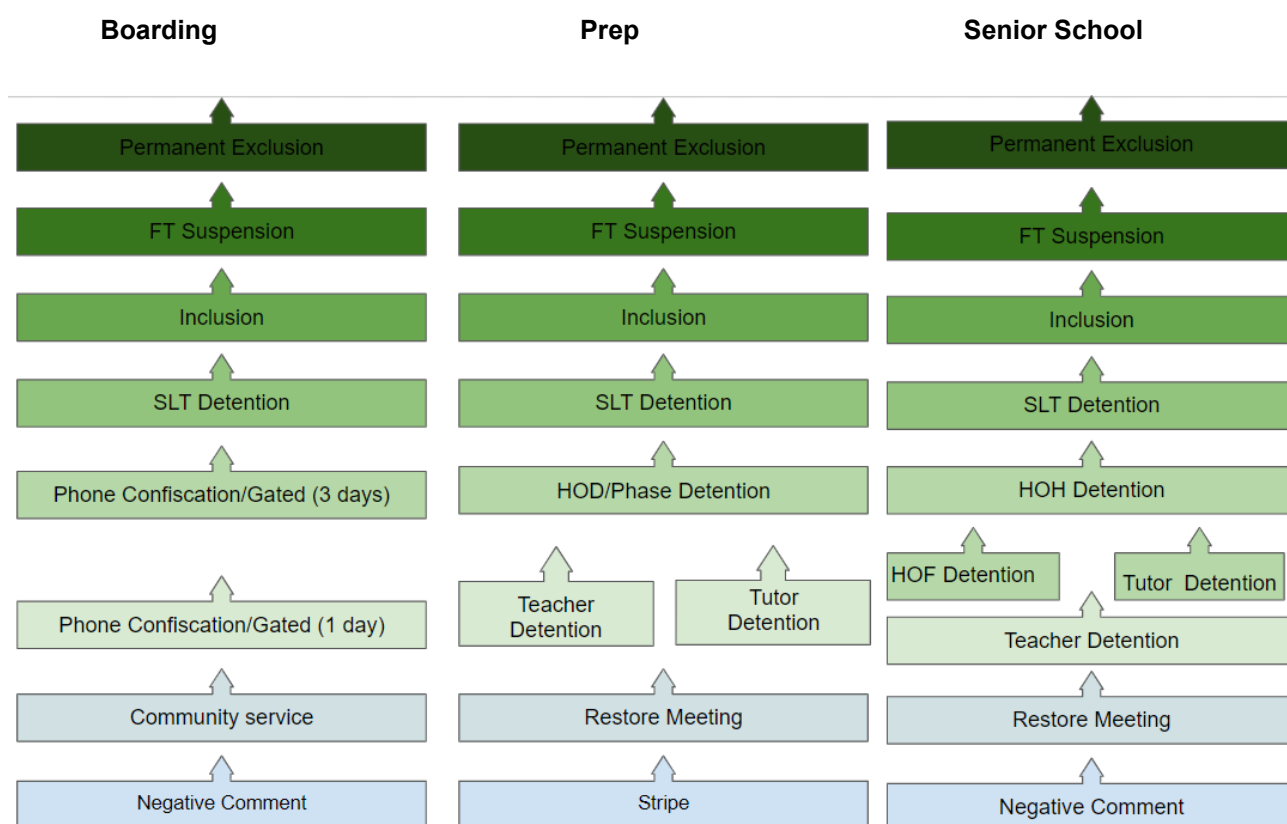 Boarding
Prep
Senior School
Permanent Exclusion
Permanent Exclusion
Permanent Exclusion
FT Suspension
FT Suspension
FT Suspension
Inclusion
Inclusion
Inclusion
SLT Detention
SLT Detention
SLT Detention
Phone Confiscation/Gated (3 days)
HOD/Phase Detention
HOH Detention
HOF Detention
Tutor Detention
Phone Confiscation/Gated (1 day)
Teacher
Detention
Tutor
Detention
Teacher Detention
Community service
Restore Meeting
Restore Meeting
Negative Comment
Stripe
Negative Comment